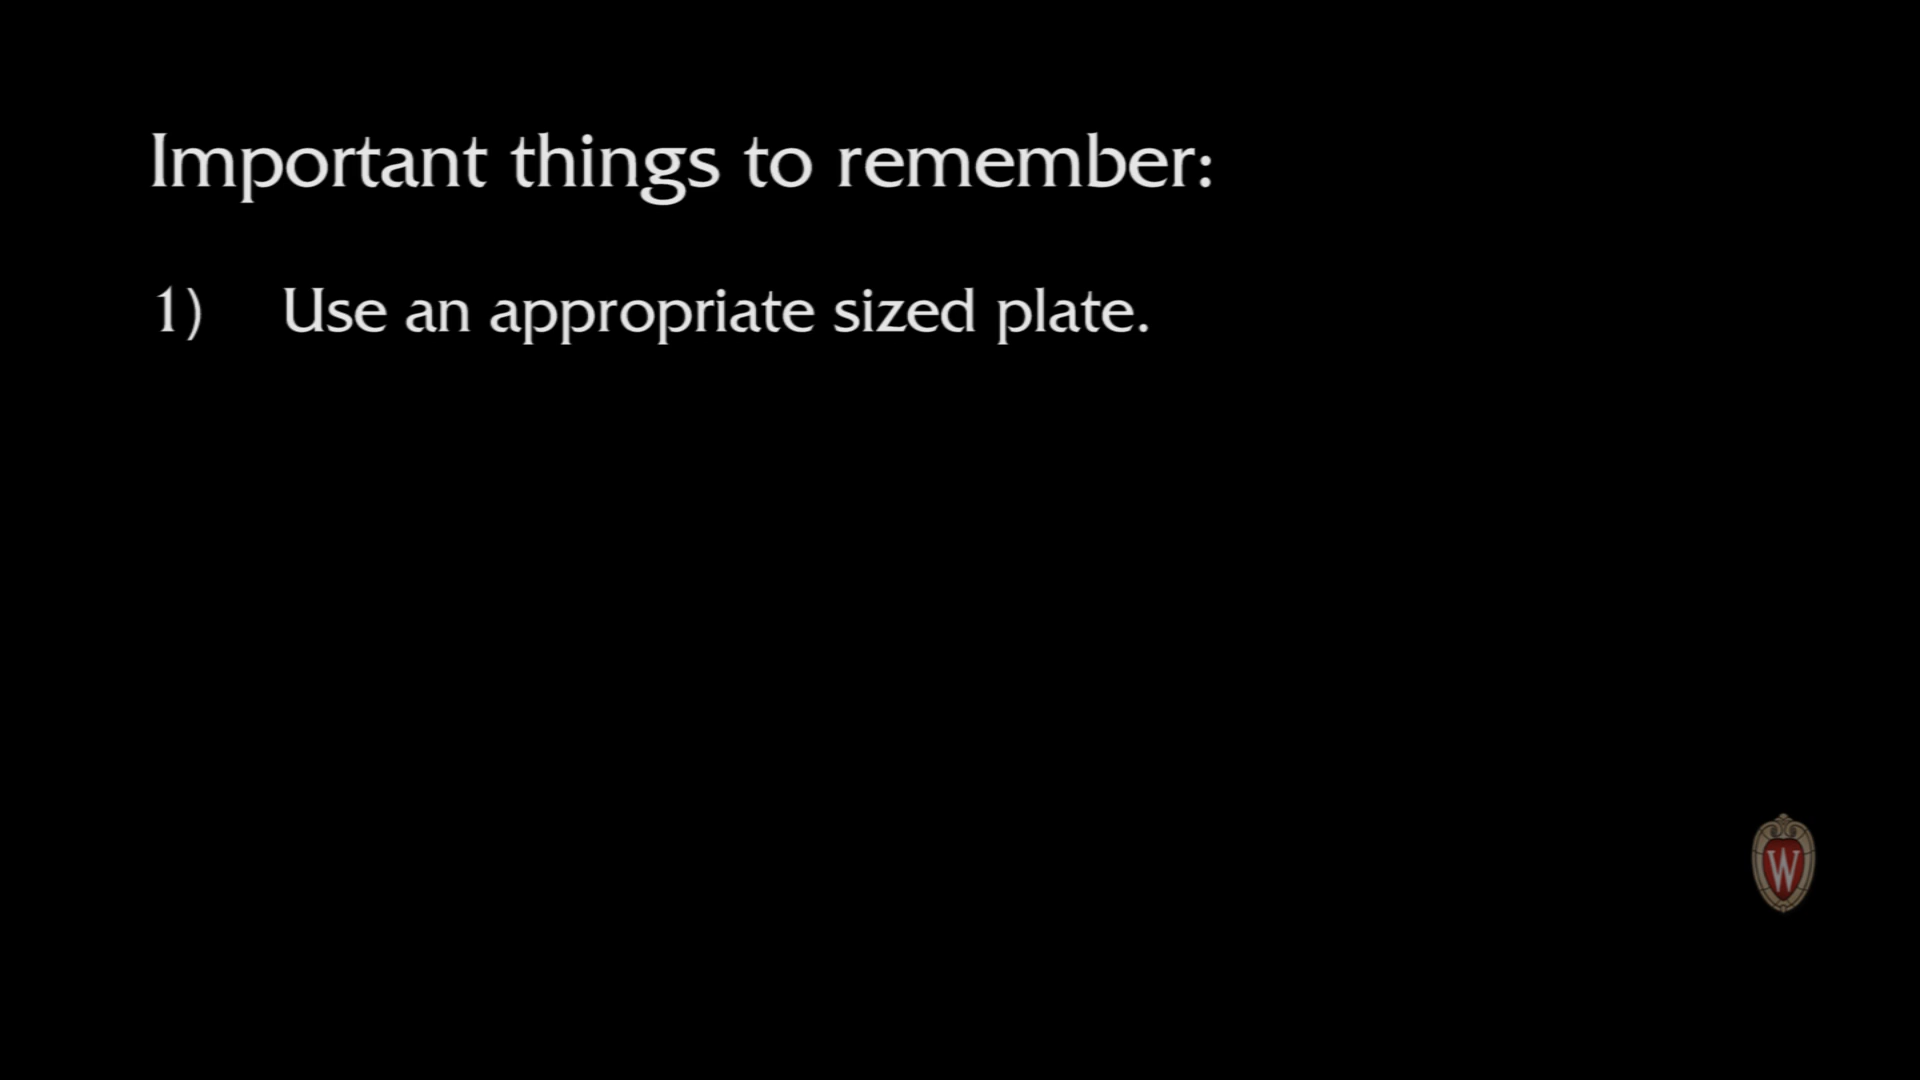 Important things to remember:
1) Use an appropriate sized plate.
W